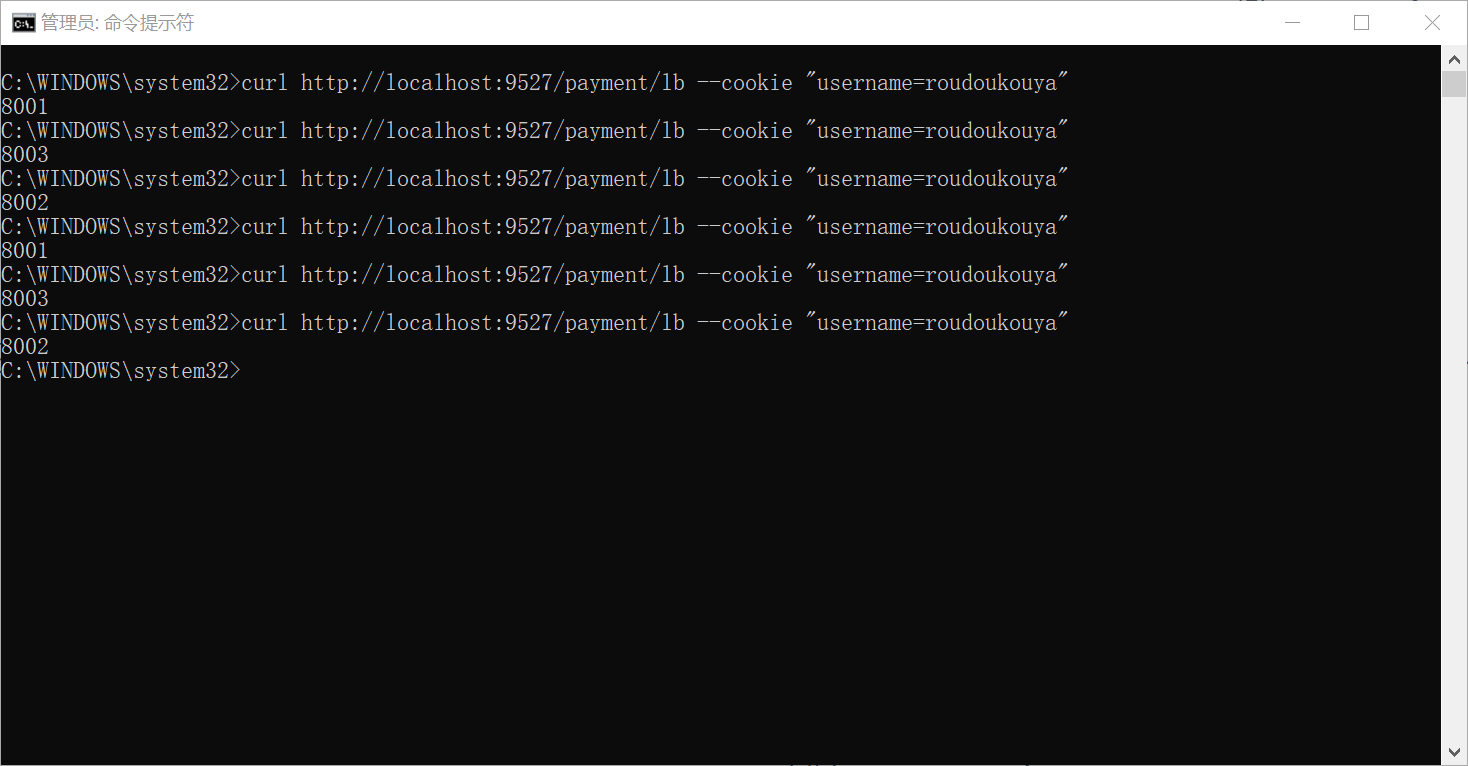 管理员: 命令提示符
C:\WINDOWS\system32>curl http://localhost:9527/payment/lb --cookie "username=roudoukouya"
8001
C:\WINDOWS\system32>curl http://localhost:9527/payment/lb --cookie "username=roudoukouya"
8003
C:\WINDOWS\system32>curl http://localhost:9527/payment/lb --cookie "username=roudoukouya"
8002
C:\WINDOWS\system32>curl http://localhost:9527/payment/lb --cookie "username=roudoukouya"
8001
C:\WINDOWS\system32>curl http://localhost:9527/payment/lb --cookie "username=roudoukouya"
8003
C:\WINDOWS\system32>curl http://localhost:9527/payment/lb --cookie "username=roudoukouya"
8002
C:\WINDOWS\system32>